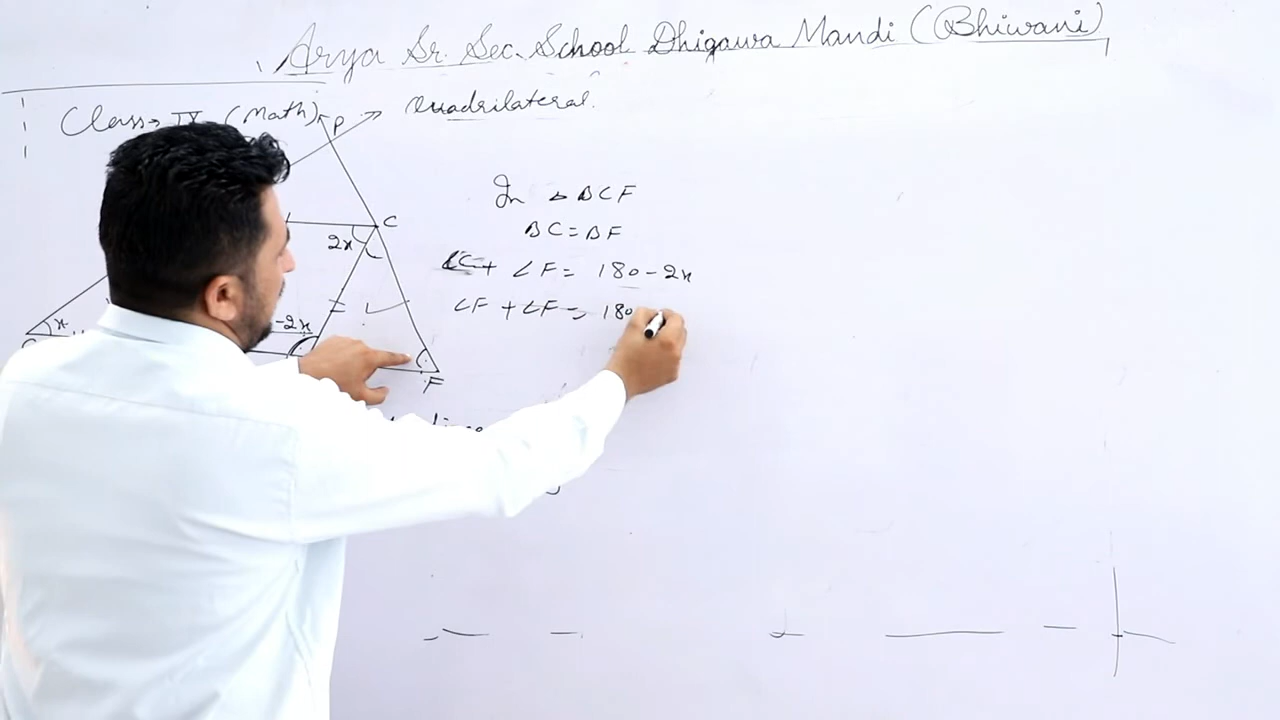 Arya Sr. Sec. School Dhigawa Mandi (Bhiwani)
Class → IX (Math)
Quadrilateral.
P
C
2x
x
-2x
F
In △ BCF
BC = BF
∠C + ∠F = 180 - 2x
∠F + ∠F = 180